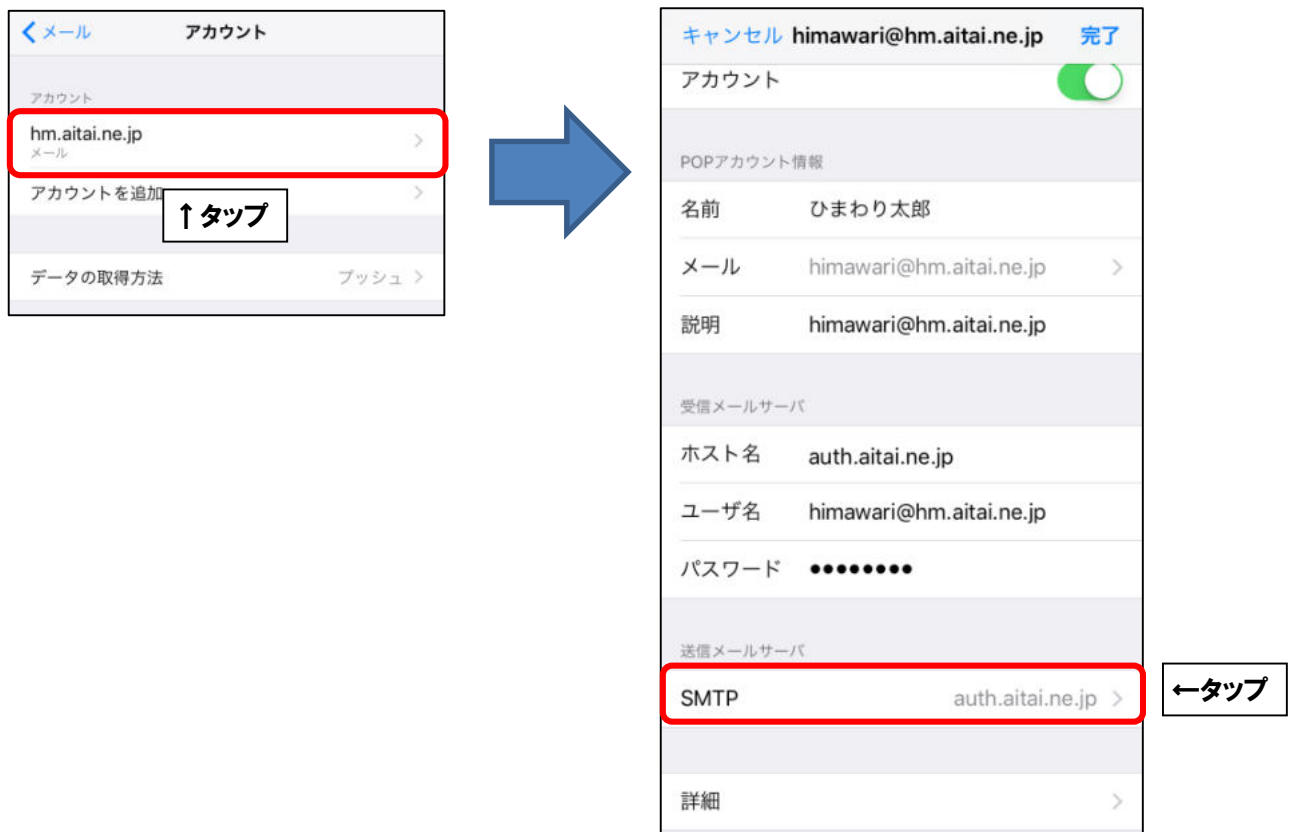 メール アカウント
アカウント
hm.aitai.ne.jp
メール
アカウントを追加
↑タップ
データの取得方法 プッシュ
キャンセル himawari@hm.aitai.ne.jp 完了
アカウント
POPアカウント情報
名前 ひまわり太郎
メール himawari@hm.aitai.ne.jp
説明 himawari@hm.aitai.ne.jp
受信メールサーバ
ホスト名 auth.aitai.ne.jp
ユーザ名 himawari@hm.aitai.ne.jp
パスワード ●●●●●●●●
送信メールサーバ
SMTP auth.aitai.ne.jp
←タップ
詳細